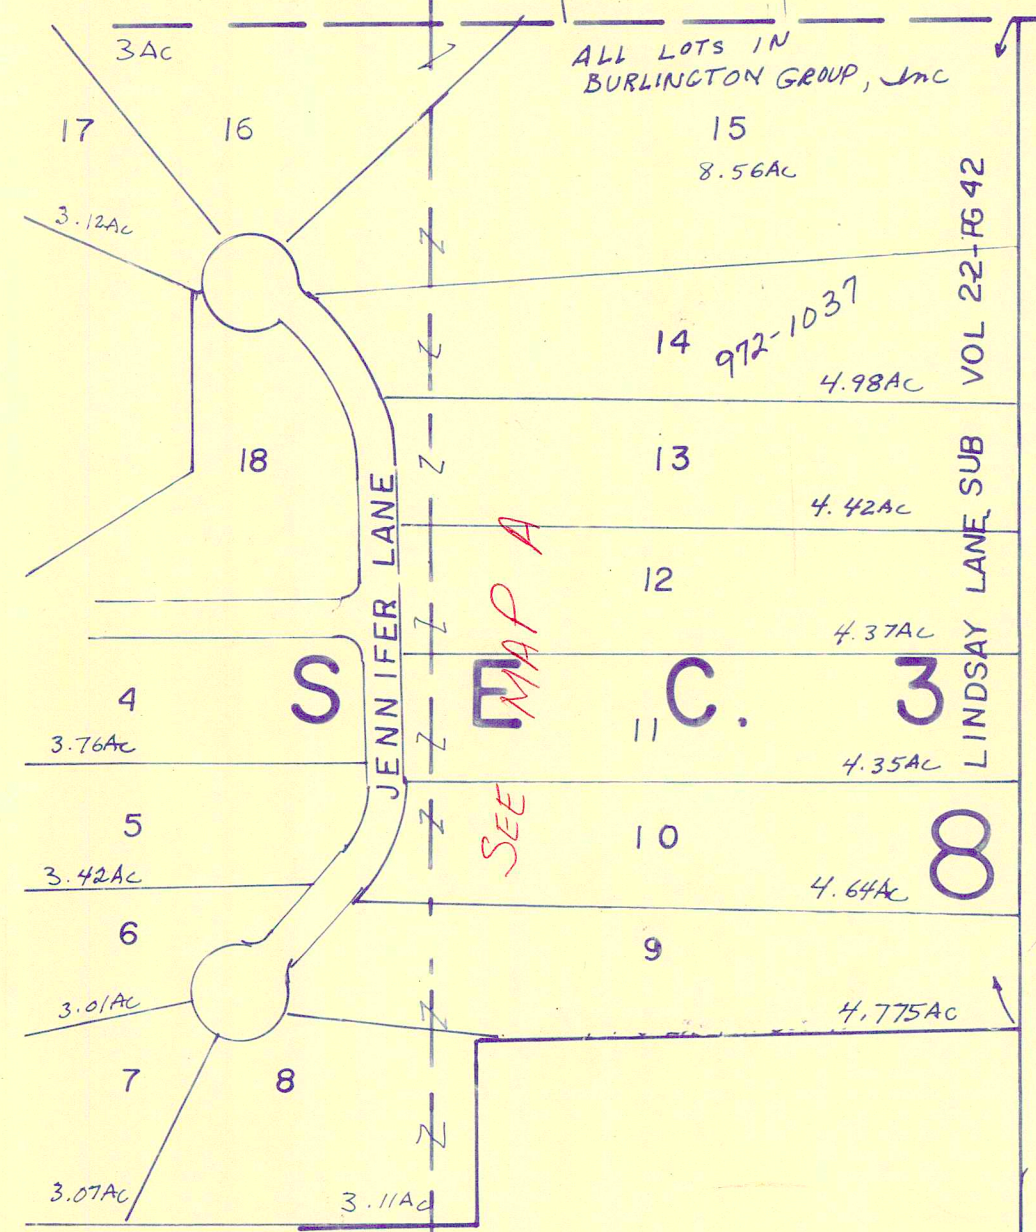 3Ac
ALL LOTS IN
BURLINGTON GROUP, Inc
17
16
15
8.56Ac
3.12Ac
14
972-1037
4.98Ac
18
13
4.42Ac
12
4.37Ac
JENNIFER LANE
SEE MAP A
LINDSAY LANE SUB VOL 22-PG 42
SEC. 38
4
3.76Ac
11
4.35Ac
5
3.42Ac
10
4.64Ac
6
3.01Ac
9
4.775Ac
7
8
3.07Ac
3.11Ac